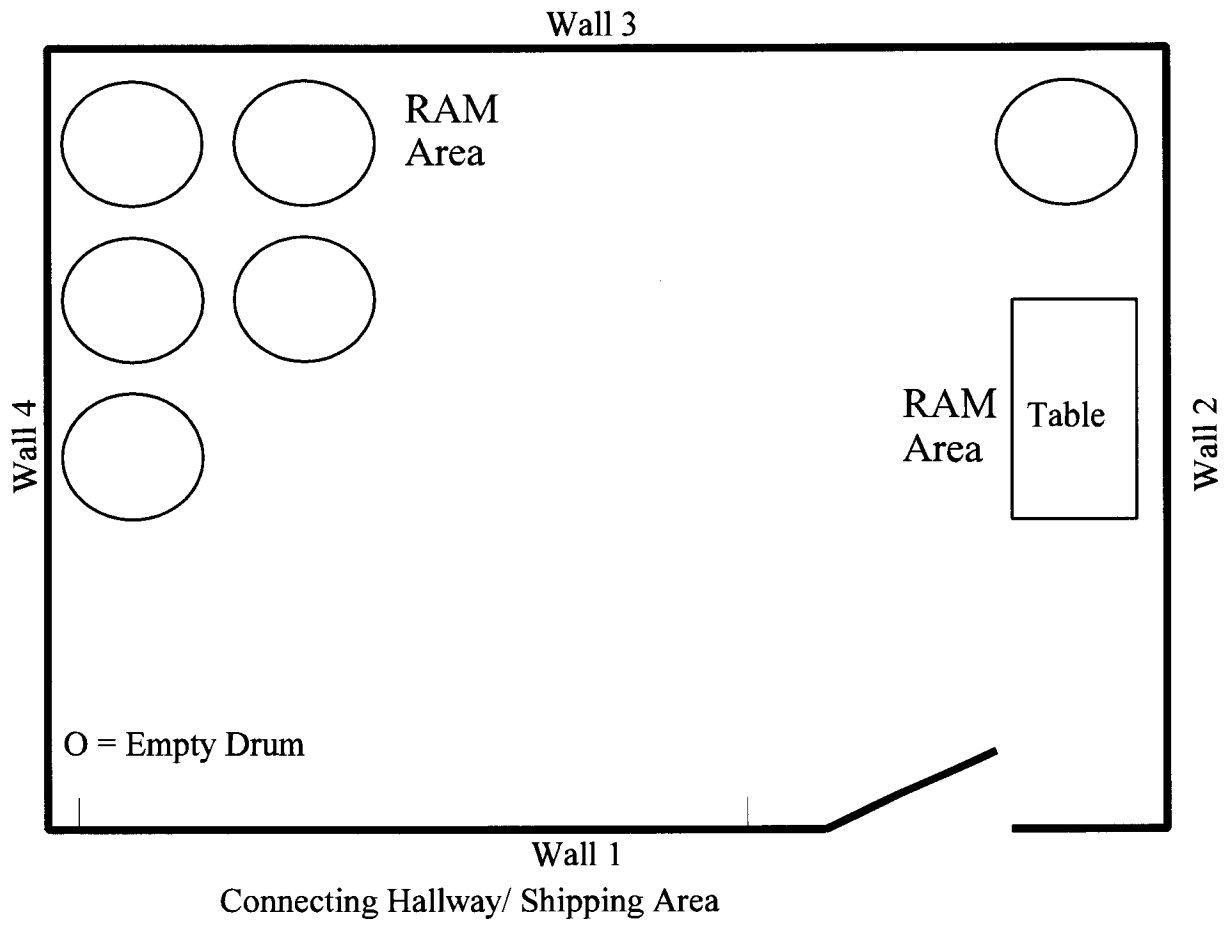 Wall 3
RAM
Area
RAM
Area
Table
Wall 4
Wall 2
O = Empty Drum
Wall 1
Connecting Hallway/ Shipping Area